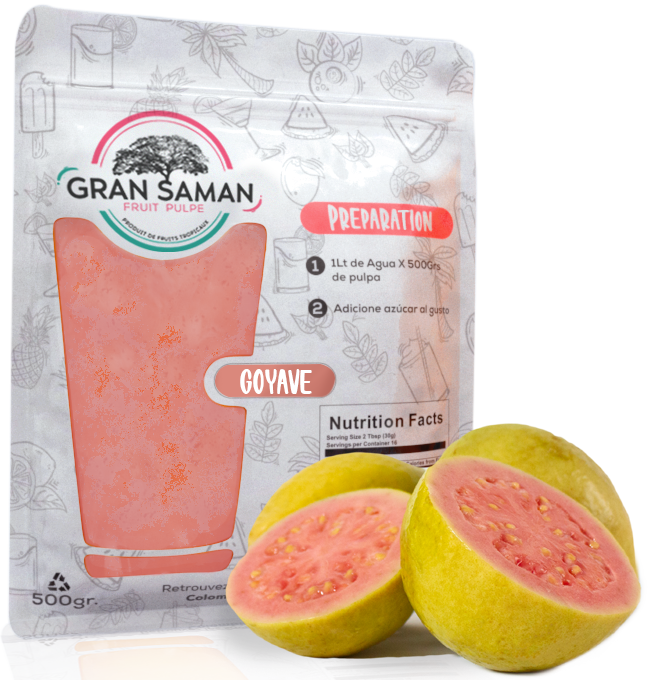 GRAN SAMAN
FRUIT PULPE
PRODUCT DE FRUITS TROPICAUX
PREPARATION
1 1Lt de Agua X 500Grs
de pulpa
2 Adicione azúcar al gusto
GOYAVE
Nutrition Facts
Serving Size 2 Tbsp (30g)
Servings per Container 16
Retrouvez
Colom
500gr.